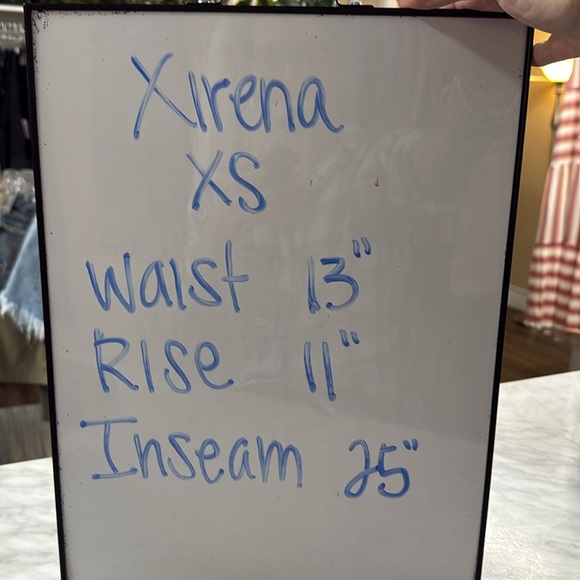 Xirena
XS
Waist 13"
Rise 11"
Inseam 25"